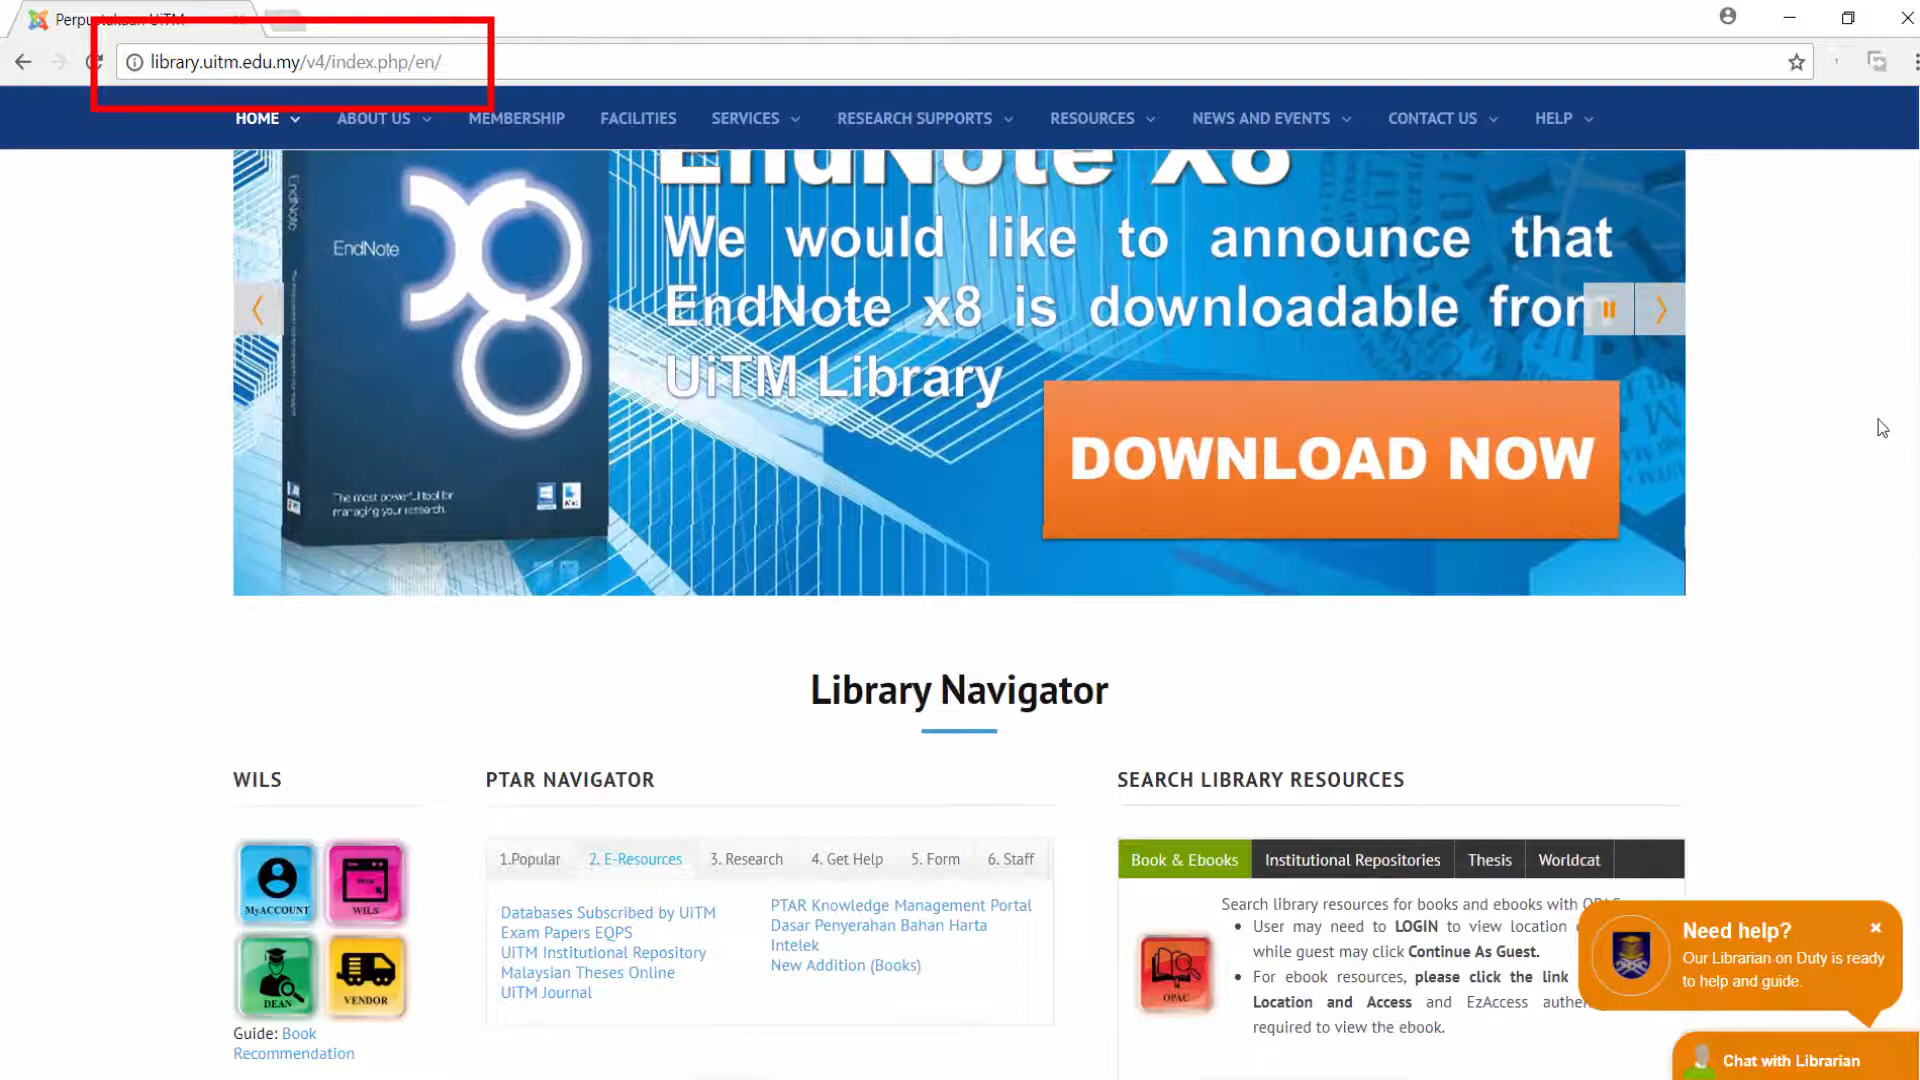 Perpustakaan UiTM
library.uitm.edu.my/v4/index.php/en/
HOME ABOUT US MEMBERSHIP FACILITIES SERVICES RESEARCH SUPPORTS RESOURCES NEWS AND EVENTS CONTACT US HELP
EndNote X8
We would like to announce that
EndNote x8 is downloadable from
UiTM Library
DOWNLOAD NOW
EndNote
X8
EndNote
The most powerful tool for
managing your research.
Library Navigator
WILS
MyACCOUNT
WILS
DEAN
VENDOR
Guide: Book
Recommendation
PTAR NAVIGATOR
1.Popular 2. E-Resources 3. Research 4. Get Help 5. Form 6. Staff
Databases Subscribed by UiTM
Exam Papers EQPS
UiTM Institutional Repository
Malaysian Theses Online
UiTM Journal
PTAR Knowledge Management Portal
Dasar Penyerahan Bahan Harta
Intelek
New Addition (Books)
SEARCH LIBRARY RESOURCES
Book & Ebooks Institutional Repositories Thesis Worldcat
OPAC
Search library resources for books and ebooks with OPAC
User may need to LOGIN to view location
while guest may click Continue As Guest.
For ebook resources, please click the link
Location and Access and EzAccess
required to view the ebook.
Need help?
Our Librarian on Duty is ready
to help and guide.
Chat with Librarian